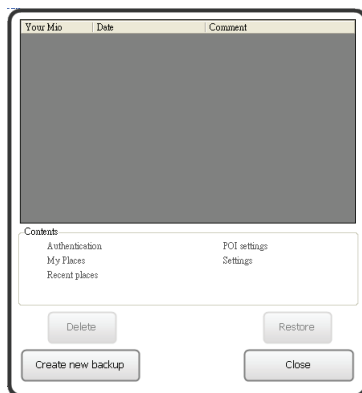 Your Mio Date Comment
Contents
Authentication POI settings
My Places Settings
Recent places
Delete Restore
Create new backup Close